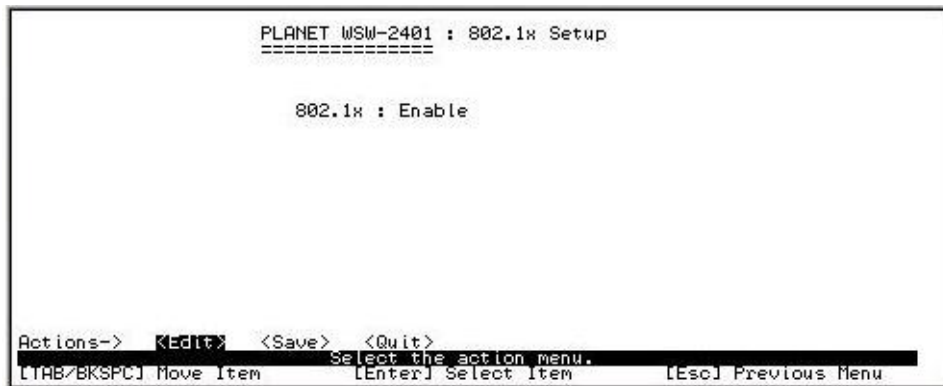 PLANET WSW-2401 : 802.1x Setup
===============
802.1x : Enable
Actions-> <Edit> <Save> <Quit>
Select the action menu.
[TAB/BKSPC] Move Item [Enter] Select Item [Esc] Previous Menu